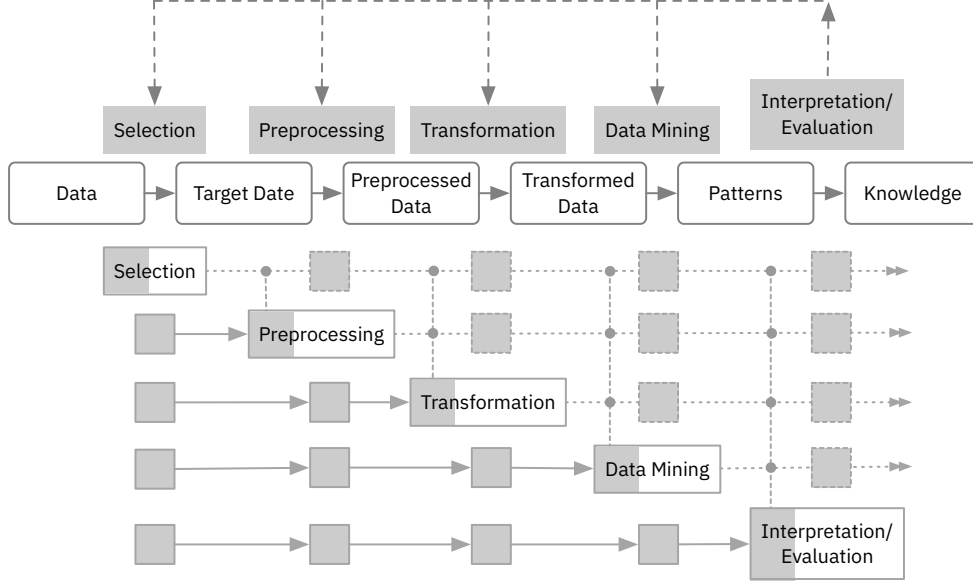 Selection
Preprocessing
Transformation
Data Mining
Interpretation/
Evaluation
Data
Target Date
Preprocessed
Data
Transformed
Data
Patterns
Knowledge
Selection
Preprocessing
Transformation
Data Mining
Interpretation/
Evaluation